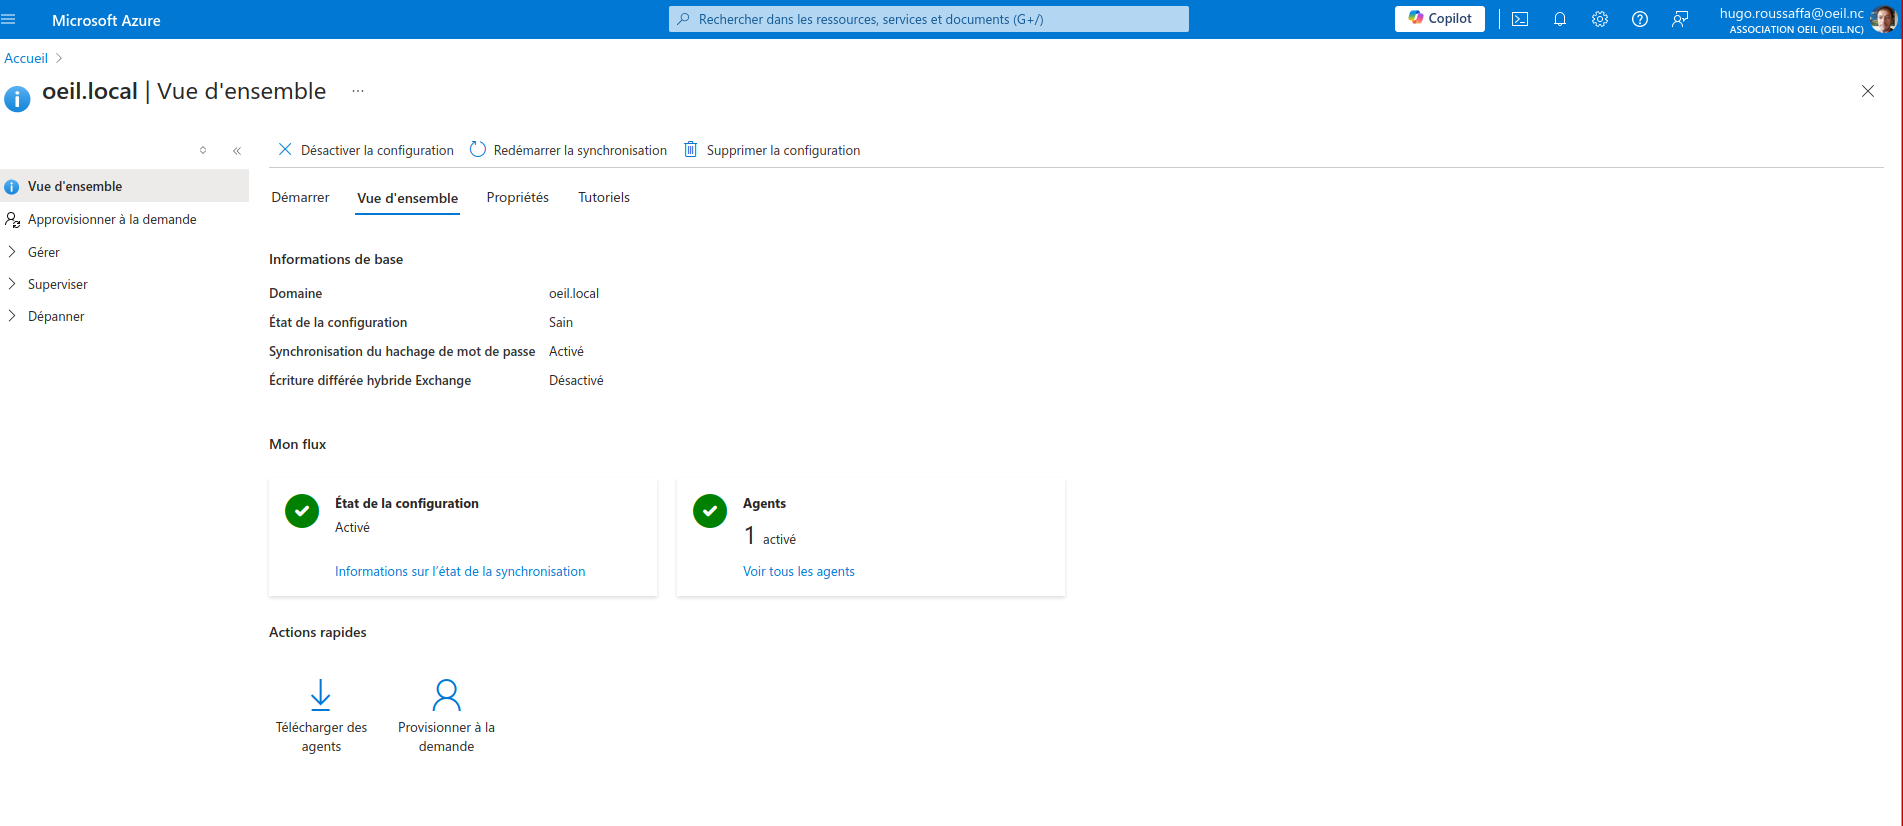 Microsoft Azure
Rechercher dans les ressources, services et documents (G+/)
Copilot
hugo.roussaffa@oeil.nc
ASSOCIATION OEIL (OEIL.NC)
Accueil
oeil.local | Vue d'ensemble
Désactiver la configuration
Redémarrer la synchronisation
Supprimer la configuration
Vue d'ensemble
Approvisionner à la demande
Gérer
Superviser
Dépanner
Démarrer
Vue d'ensemble
Propriétés
Tutoriels
Informations de base
Domaine oeil.local
État de la configuration Sain
Synchronisation du hachage de mot de passe Activé
Écriture différée hybride Exchange Désactivé
Mon flux
État de la configuration
Activé
Informations sur l'état de la synchronisation
Agents
1 activé
Voir tous les agents
Actions rapides
Télécharger des
agents
Provisionner à la
demande